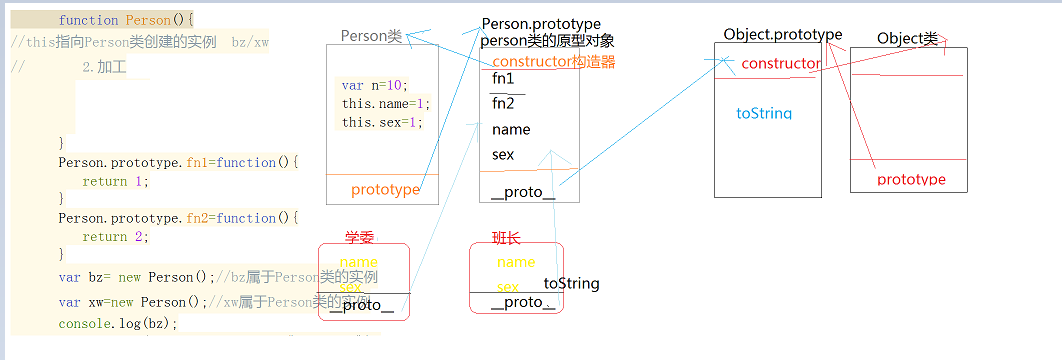 function Person(){
//this指向Person类创建的实例  bz/xw
//      2.加工
}
Person.prototype.fn1=function(){
return 1;
}
Person.prototype.fn2=function(){
return 2;
}
var bz= new Person();//bz属于Person类的实例
var xw=new Person();//xw属于Person类的实例
console.log(bz);
Person类
var n=10;
this.name=1;
this.sex=1;
prototype
Person.prototype
person类的原型对象
constructor构造器
fn1
fn2
name
sex
__proto__
Object.prototype
constructor
toString
Object类
prototype
学委
name
sex
__proto__
班长
name
sex
toString
__proto__